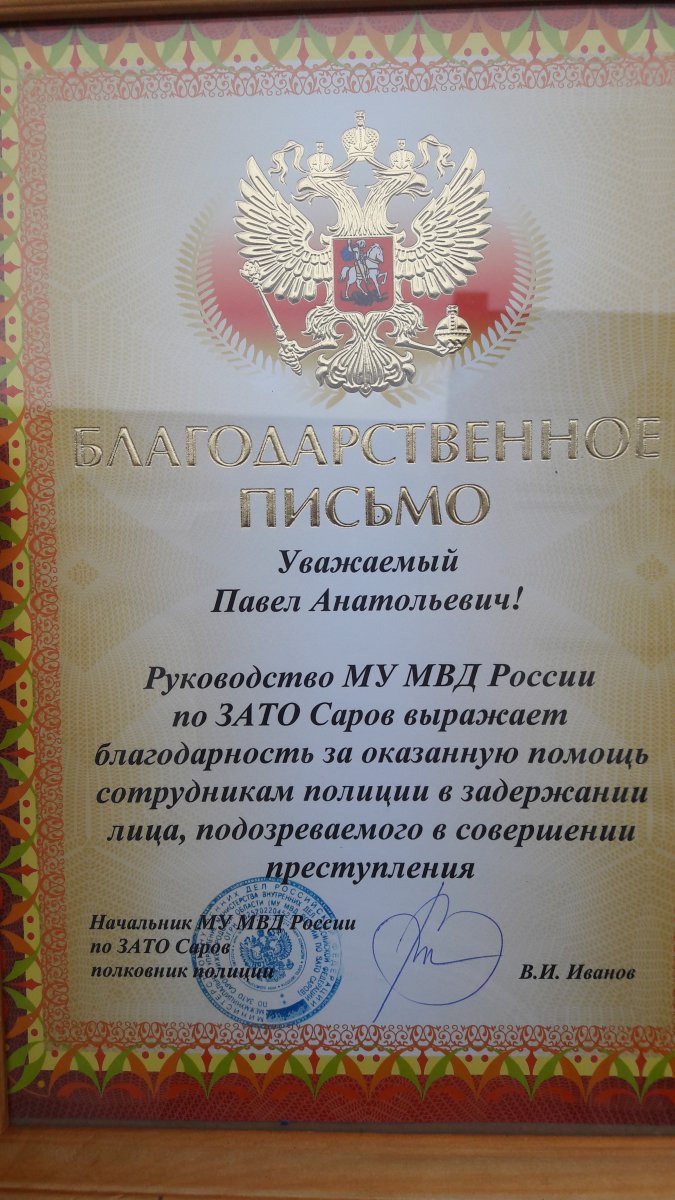 БЛАГОДАРСТВЕННОЕ
ПИСЬМО
Уважаемый
Павел Анатольевич!
Руководство МУ МВД России
по ЗАТО Саров выражает
благодарность за оказанную помощь
сотрудникам полиции в задержании
лица, подозреваемого в совершении
преступления
Начальник МУ МВД России
по ЗАТО Саров
полковник полиции
В.И. Иванов